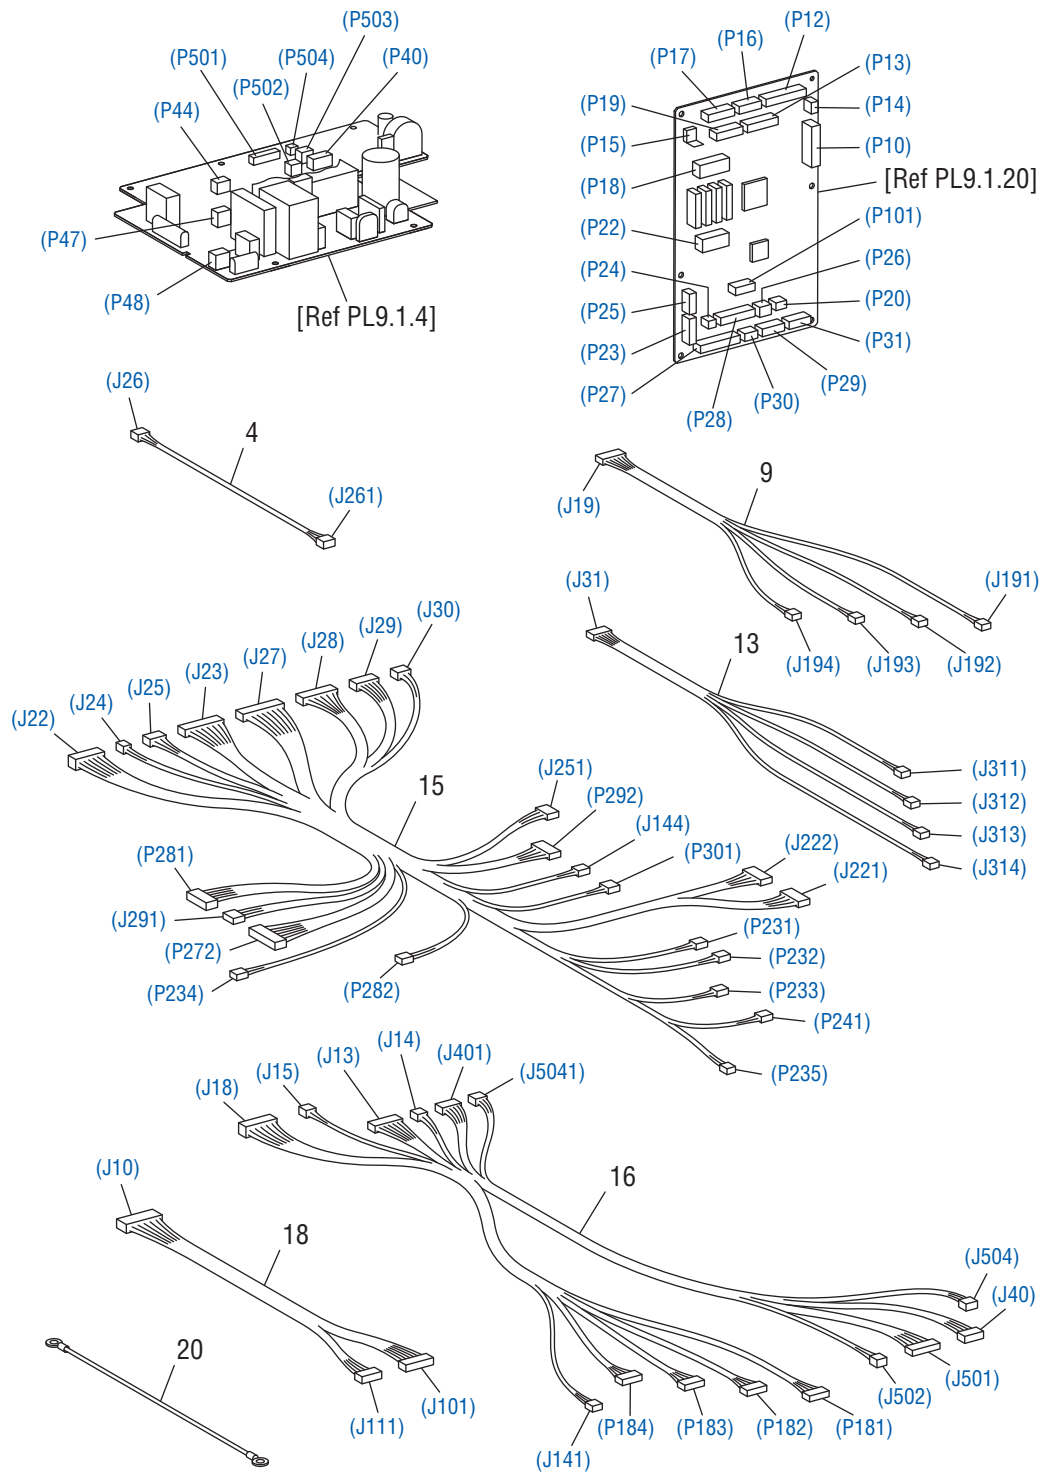 (P503)
(P501)
(P504)
(P40)
(P502)
(P44)
(P47)
(P48)
[Ref PL9.1.4]
(P12)
(P16)
(P17)
(P13)
(P19)
(P14)
(P15)
(P10)
(P18)
[Ref PL9.1.20]
(P101)
(P22)
(P26)
(P24)
(P20)
(P25)
(P23)
(P31)
(P27)
(P29)
(P30)
(P28)
(J26)
4
(J261)
9
(J19)
(J191)
(J194)
(J193)
(J192)
(J31)
13
(J311)
(J312)
(J313)
(J314)
(J30)
(J29)
(J28)
(J27)
(J23)
(J25)
(J24)
(J22)
15
(J251)
(P292)
(J144)
(P301)
(J222)
(J221)
(P281)
(J291)
(P272)
(P234)
(P282)
(P231)
(P232)
(P233)
(P241)
(P235)
(J14)
(J401)
(J13)
(J5041)
(J15)
(J18)
16
(J504)
(J40)
(J501)
(J502)
(P181)
(P182)
(P183)
(P184)
(J141)
(J10)
18
(J101)
(J111)
20